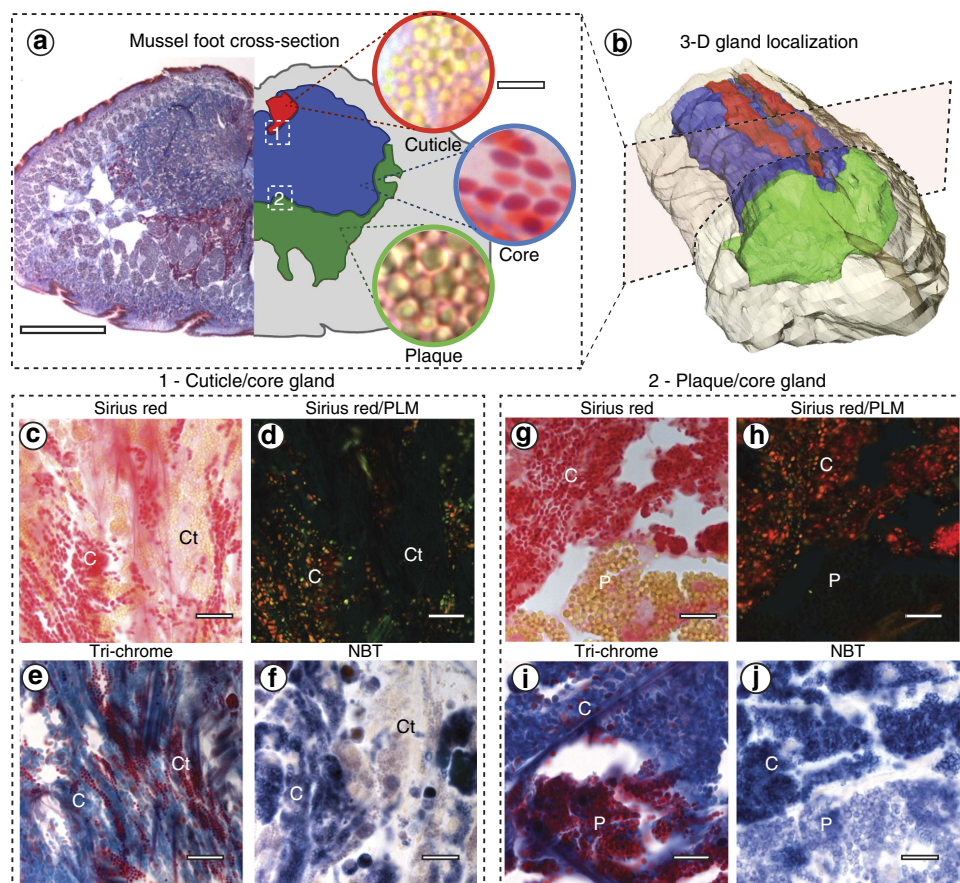 a
Mussel foot cross-section
1
Cuticle
2
Core
Plaque
b
3-D gland localization
1 - Cuticle/core gland
2 - Plaque/core gland
Sirius red
Sirius red/PLM
Sirius red
Sirius red/PLM
c
C
Ct
d
C
Ct
g
C
P
h
C
P
Tri-chrome
NBT
Tri-chrome
NBT
e
C
Ct
f
C
Ct
i
C
P
j
C
P